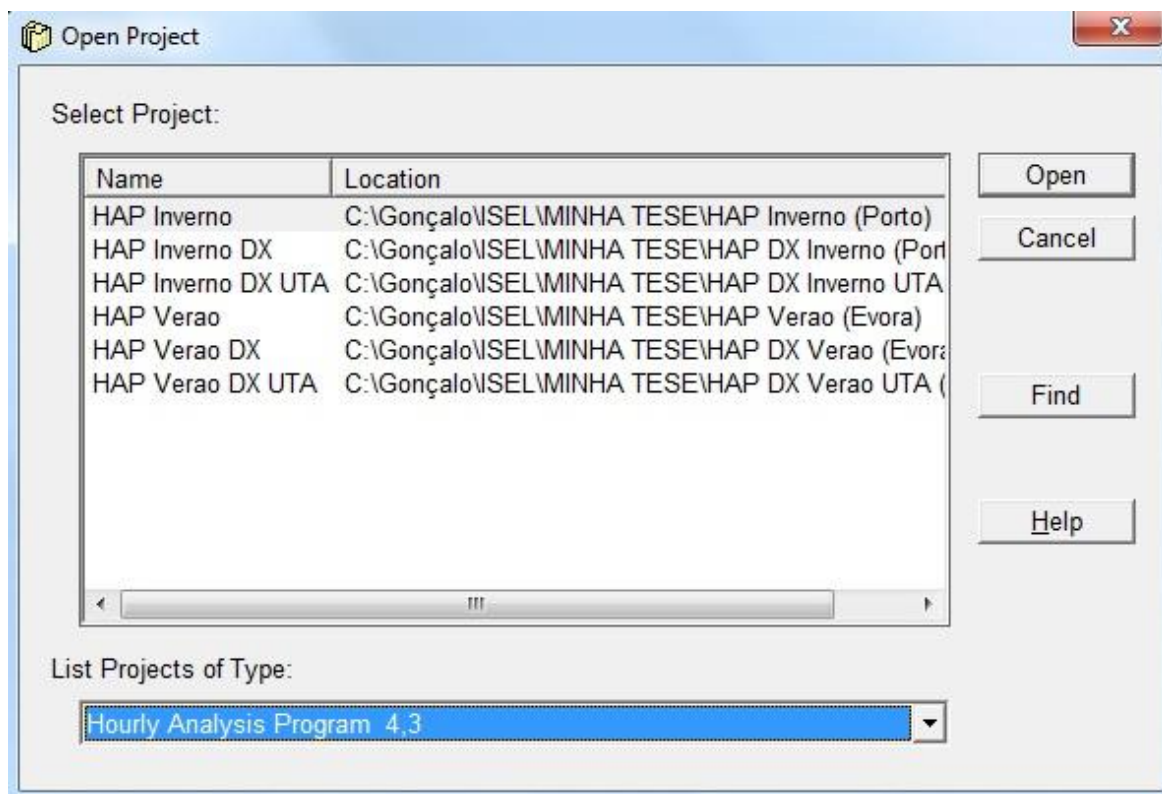 Open Project
Select Project:
Name Location
HAP Inverno C:\Gonçalo\ISEL\MINHA TESE\HAP Inverno (Porto)
HAP Inverno DX C:\Gonçalo\ISEL\MINHA TESE\HAP DX Inverno (Port
HAP Inverno DX UTA C:\Gonçalo\ISEL\MINHA TESE\HAP DX Inverno UTA
HAP Verao C:\Gonçalo\ISEL\MINHA TESE\HAP Verao (Evora)
HAP Verao DX C:\Gonçalo\ISEL\MINHA TESE\HAP DX Verao (Evora
HAP Verao DX UTA C:\Gonçalo\ISEL\MINHA TESE\HAP DX Verao UTA (
Open
Cancel
Find
Help
List Projects of Type:
Hourly Analysis Program 4,3